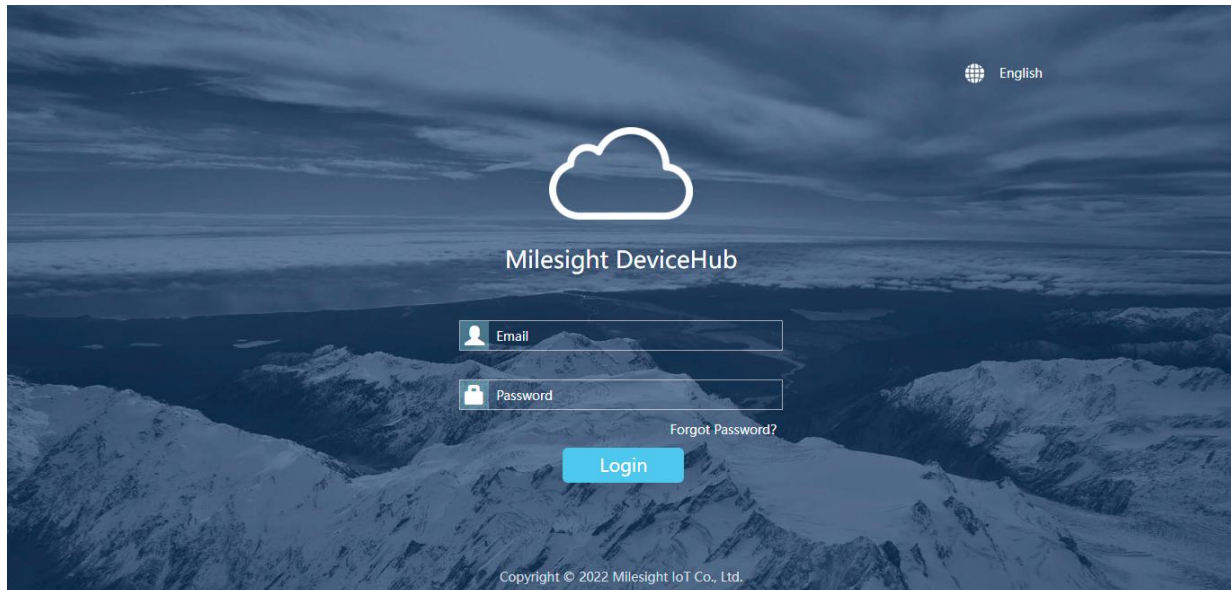 English
Milesight DeviceHub
Email
Password
Forgot Password?
Login
Copyright © 2022 Milesight IoT Co., Ltd.